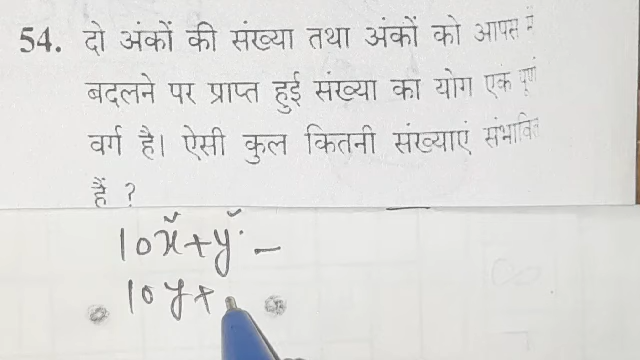 54. दो अंकों की संख्या तथा अंकों को आपस में
बदलने पर प्राप्त हुई संख्या का योग एक पूर्ण
वर्ग है। ऐसी कुल कितनी संख्याएं संभावित
हैं ?
10x+y -
10y+